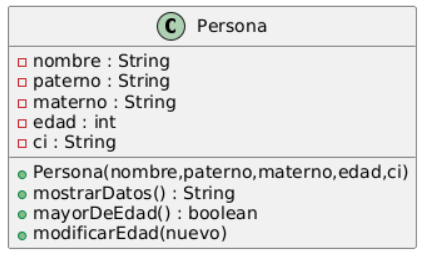 C Persona
nombre : String
paterno : String
materno : String
edad : int
ci : String
Persona(nombre,paterno,materno,edad,ci)
mostrarDatos() : String
mayorDeEdad() : boolean
modificarEdad(nuevo)